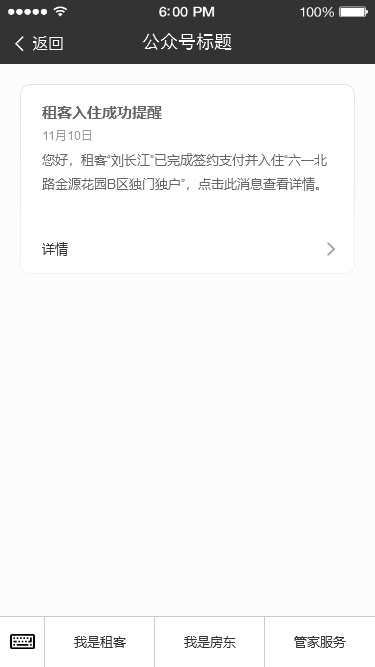 6:00 PM
100%
返回
公众号标题
租客入住成功提醒
11月10日
您好，租客“刘长江”已完成签约支付并入住“六一北
路金源花园B区独门独户”，点击此消息查看详情。
详情
我是租客
我是房东
管家服务